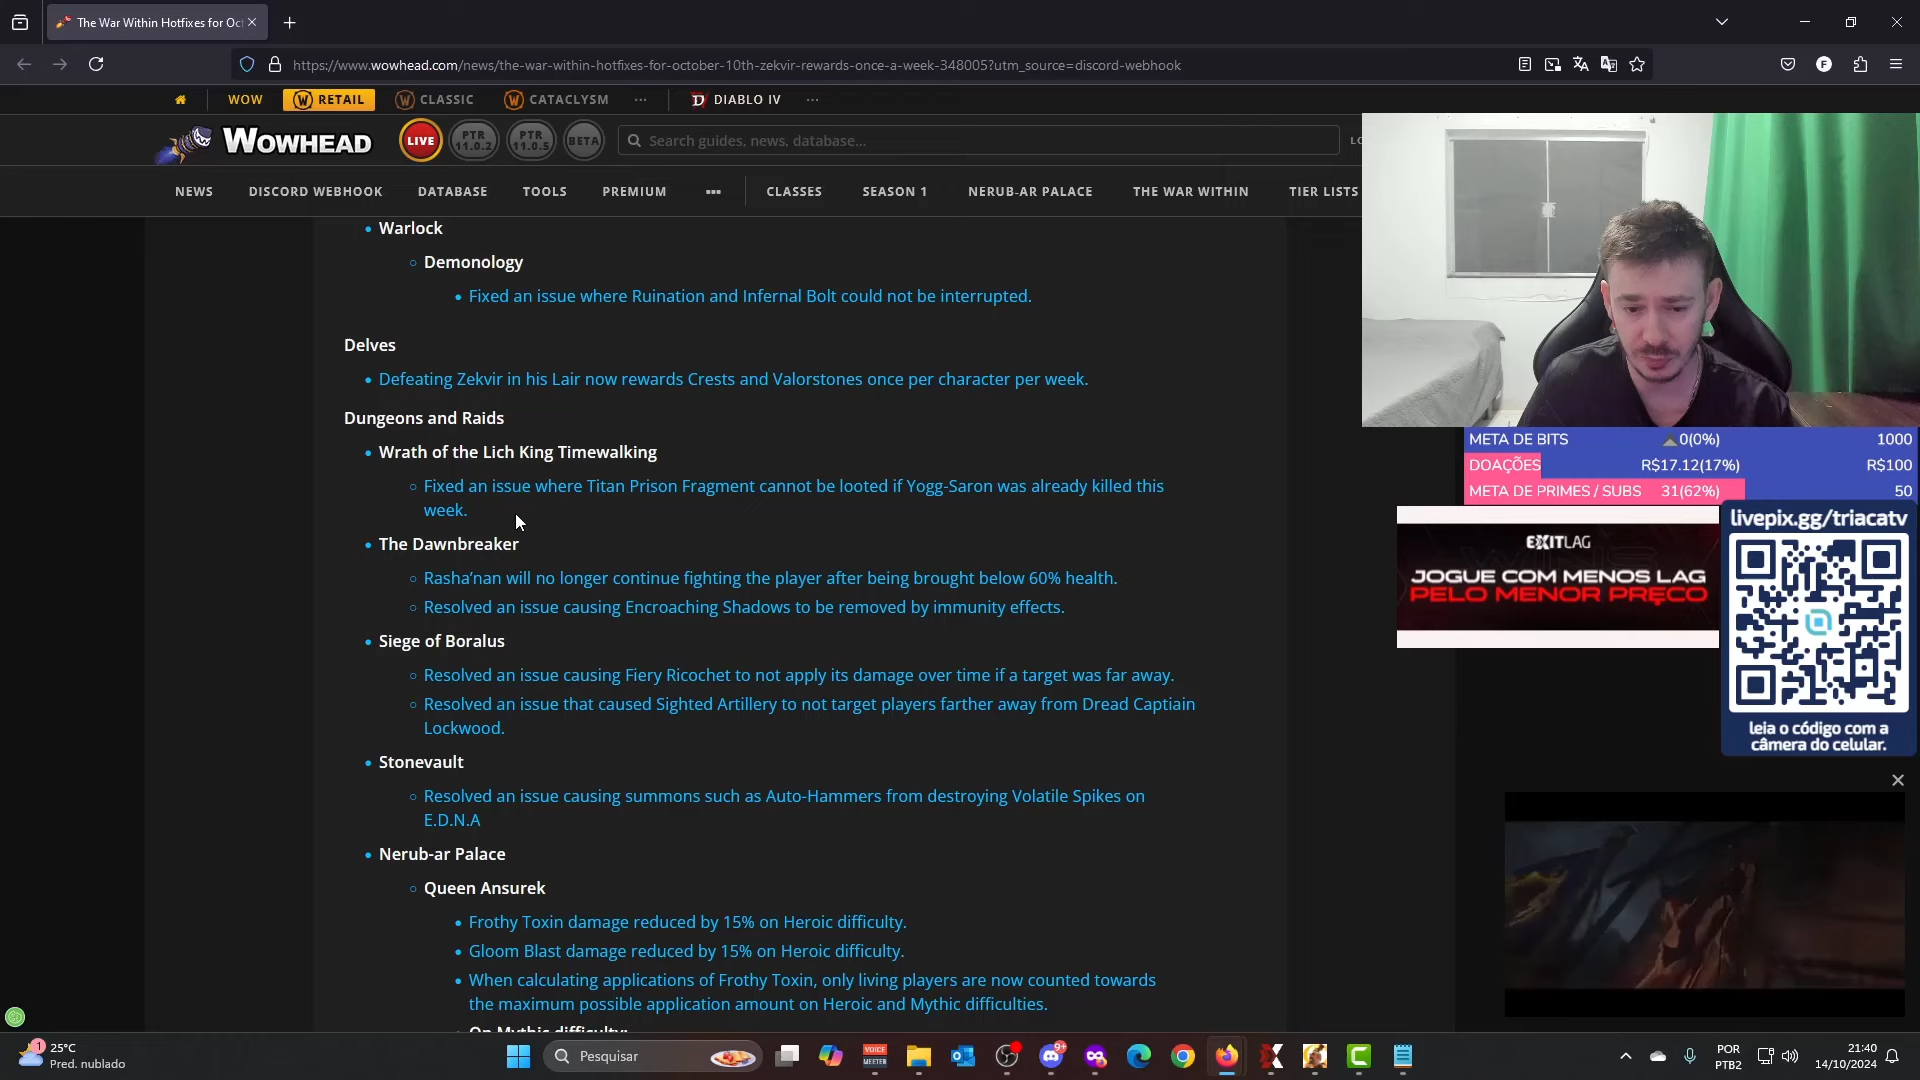 The War Within Hotfixes for Oct
https://www.wowhead.com/news/the-war-within-hotfixes-for-october-10th-zekvir-rewards-once-a-week-348005?utm_source=discord-webhook
WOW
RETAIL
CLASSIC
CATACLYSM
DIABLO IV
WOWHEAD
LIVE
PTR 11.0.2
PTR 11.0.5
BETA
Search guides, news, database...
NEWS
DISCORD WEBHOOK
DATABASE
TOOLS
PREMIUM
CLASSES
SEASON 1
NERUB-AR PALACE
THE WAR WITHIN
TIER LISTS
Warlock
Demonology
Fixed an issue where Ruination and Infernal Bolt could not be interrupted.
Delves
Defeating Zekvir in his Lair now rewards Crests and Valorstones once per character per week.
Dungeons and Raids
Wrath of the Lich King Timewalking
Fixed an issue where Titan Prison Fragment cannot be looted if Yogg-Saron was already killed this
week.
The Dawnbreaker
Rasha’nan will no longer continue fighting the player after being brought below 60% health.
Resolved an issue causing Encroaching Shadows to be removed by immunity effects.
Siege of Boralus
Resolved an issue causing Fiery Ricochet to not apply its damage over time if a target was far away.
Resolved an issue that caused Sighted Artillery to not target players farther away from Dread Captiain
Lockwood.
Stonevault
Resolved an issue causing summons such as Auto-Hammers from destroying Volatile Spikes on
E.D.N.A
Nerub-ar Palace
Queen Ansurek
Frothy Toxin damage reduced by 15% on Heroic difficulty.
Gloom Blast damage reduced by 15% on Heroic difficulty.
When calculating applications of Frothy Toxin, only living players are now counted towards
the maximum possible application amount on Heroic and Mythic difficulties.
On Mythic difficulty:
META DE BITS 0(0%) 1000
DOAÇÕES R$17.12(17%) R$100
META DE PRIMES / SUBS 31(62%) 50
EXITLAG
JOGUE COM MENOS LAG
PELO MENOR PREÇO
livepix.gg/triacatv
leia o código com a
câmera do celular.
1
25°C
Pred. nublado
Pesquisar
VOICE MEETER
9+
POR
PTB2
21:40
14/10/2024